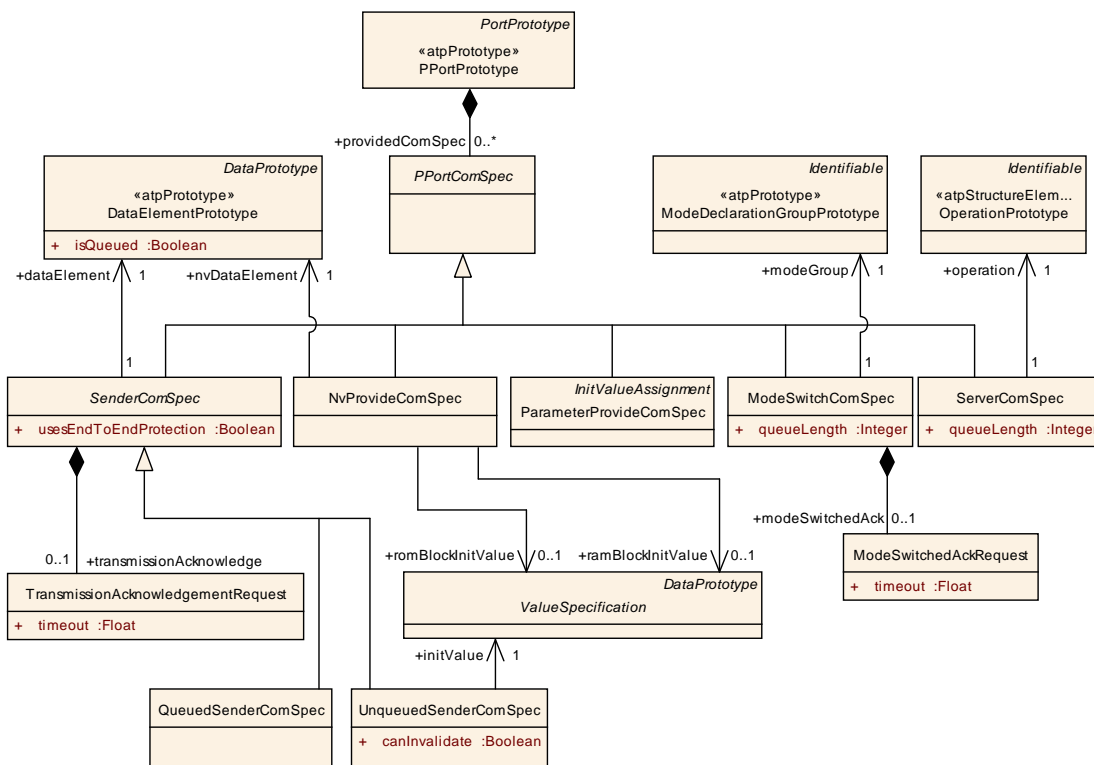 PortPrototype
«atpPrototype»
PPortPrototype
+providedComSpec 0..*
DataPrototype
«atpPrototype»
DataElementPrototype
+ isQueued :Boolean
PPortComSpec
Identifiable
«atpPrototype»
ModeDeclarationGroupPrototype
Identifiable
«atpStructureElem...
OperationPrototype
+dataElement 1
+nvDataElement 1
+modeGroup 1
+operation 1
1
1
1
SenderComSpec
+ usesEndToEndProtection :Boolean
NvProvideComSpec
InitValueAssignment
ParameterProvideComSpec
ModeSwitchComSpec
+ queueLength :Integer
ServerComSpec
+ queueLength :Integer
+modeSwitchedAck 0..1
0..1 +transmissionAcknowledge
+romBlockInitValue 0..1
+ramBlockInitValue 0..1
ModeSwitchedAckRequest
+ timeout :Float
TransmissionAcknowledgementRequest
+ timeout :Float
DataPrototype
ValueSpecification
+initValue 1
QueuedSenderComSpec
UnqueuedSenderComSpec
+ canInvalidate :Boolean